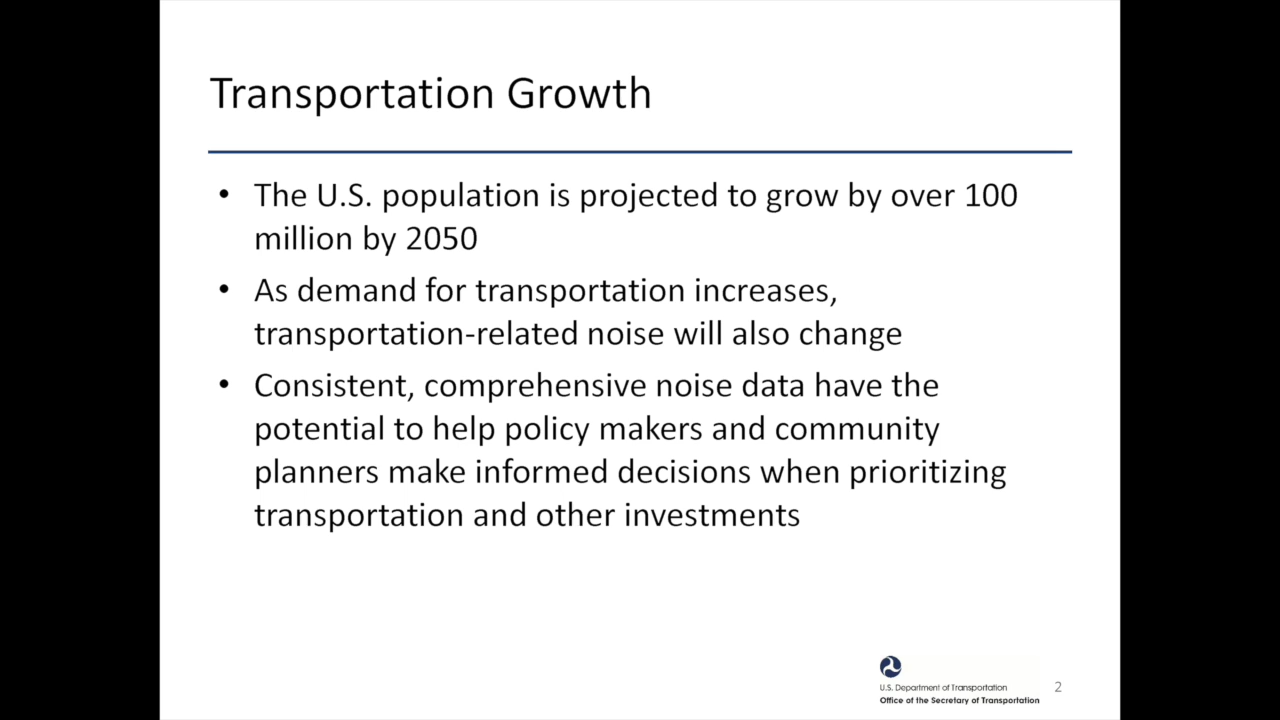 Transportation Growth
• The U.S. population is projected to grow by over 100
million by 2050
• As demand for transportation increases,
transportation-related noise will also change
• Consistent, comprehensive noise data have the
potential to help policy makers and community
planners make informed decisions when prioritizing
transportation and other investments
U.S. Department of Transportation
Office of the Secretary of Transportation
2